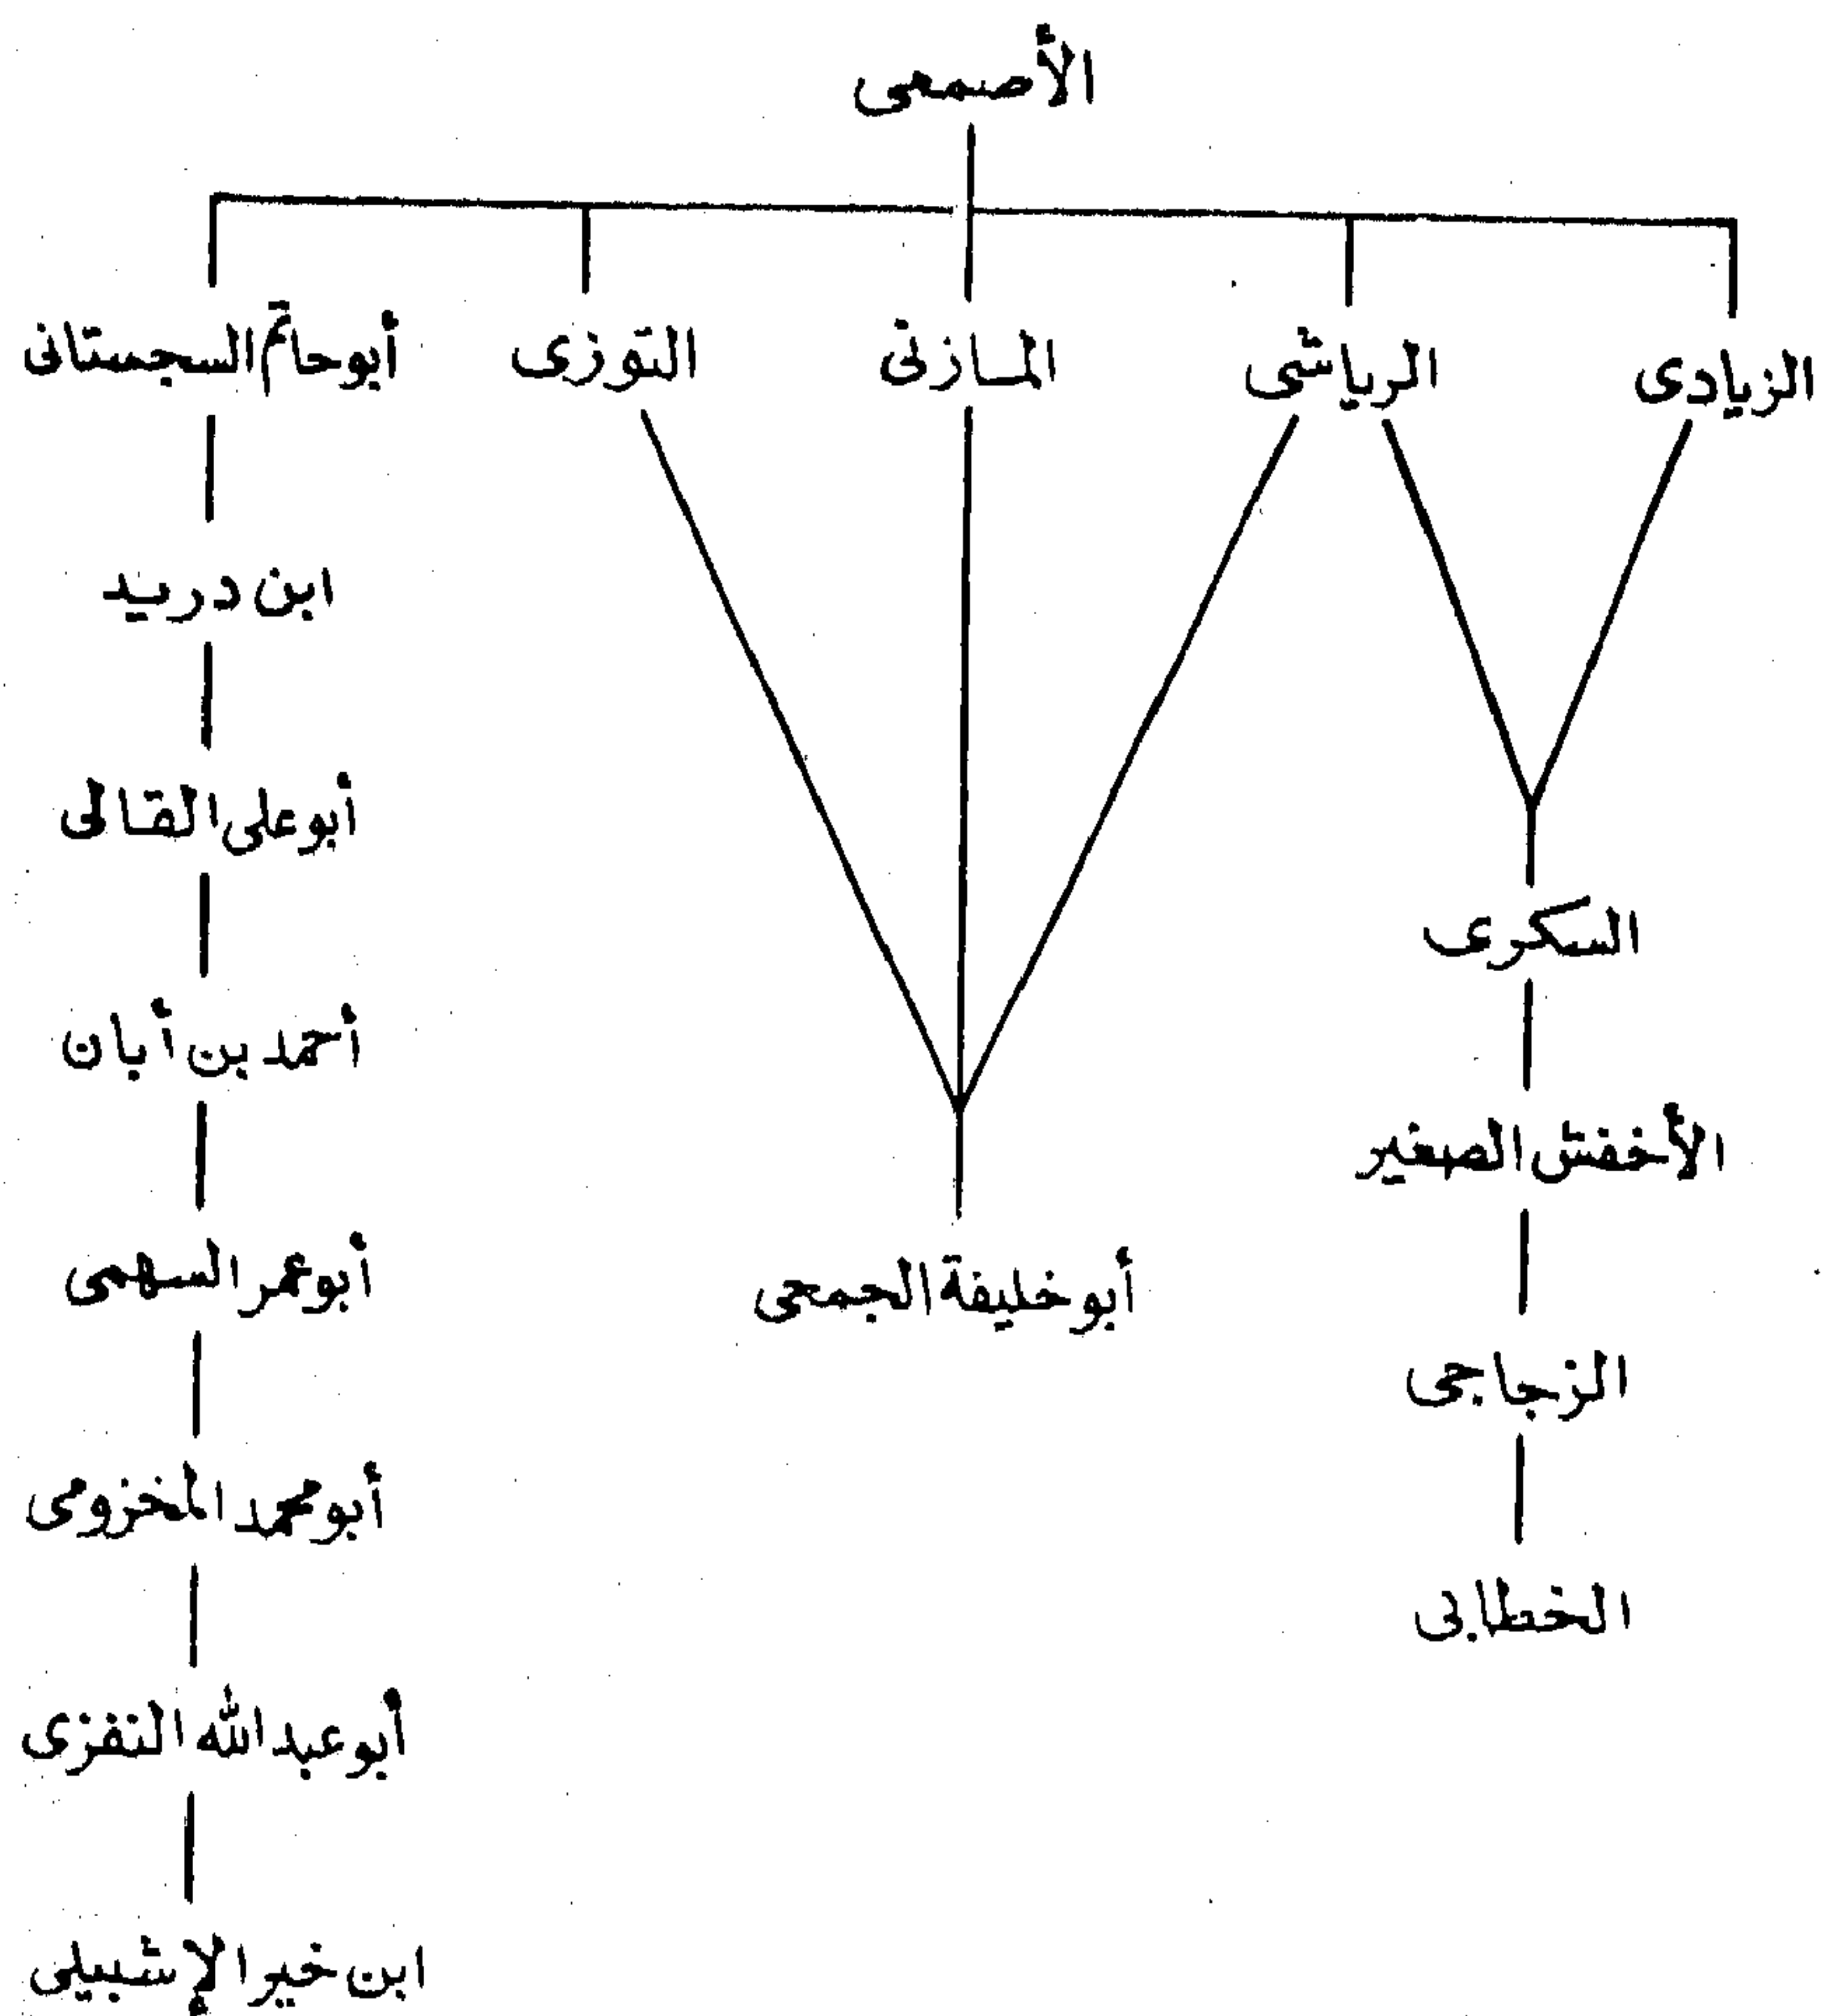 الأصمعى
الزيادى
الرياشى
المازنى
التوزى
أبو حاتم السجستانى
ابن دريد
أبو على القالى
السكرى
أحمد بن أبان
الأخفش الصغير
أبو عمر السهمى
أبو خليفة الجمحى
الزجاجى
أبو محمد المخزومى
الخطابى
أبو عبد الله النفزى
ابن خير الإشبيلى